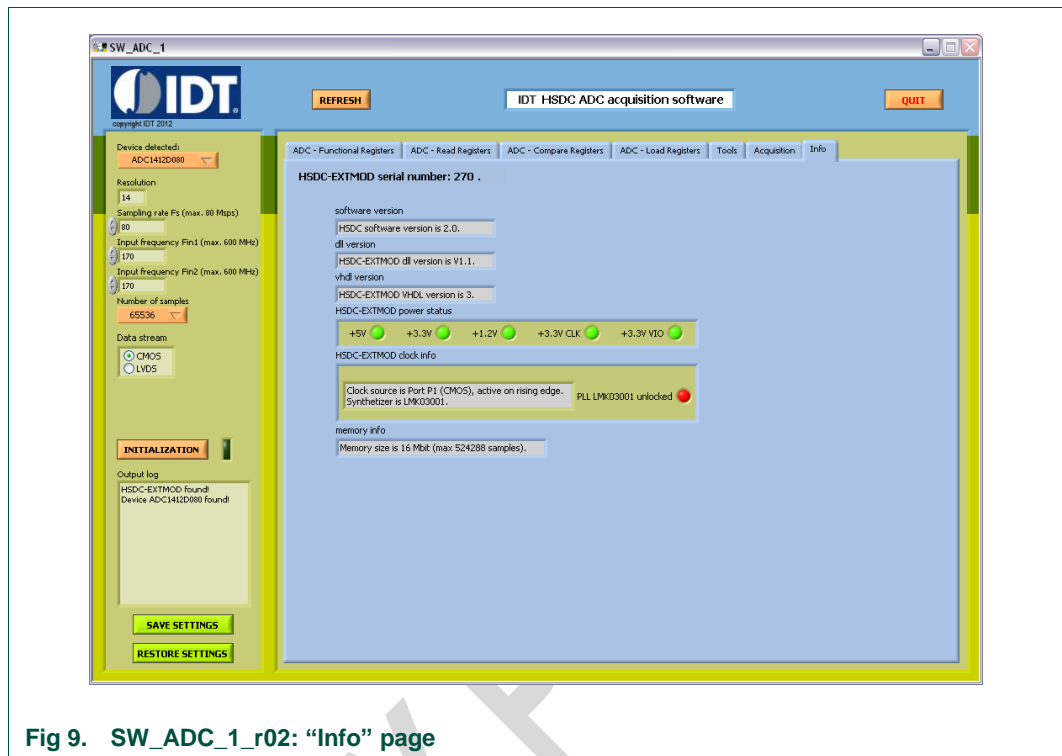 SW_ADC_1
IDT
copyright IDT 2012
REFRESH
IDT HSDC ADC acquisition software
QUIT
Device detected:
ADC1412D080
Resolution
14
Sampling rate Fs (max. 80 Msps)
80
Input frequency Fin1 (max. 600 MHz)
170
Input frequency Fin2 (max. 600 MHz)
170
Number of samples
65536
Data stream
CMOS
LVDS
INITIALIZATION
Output log
HSDC-EXTMOD found!
Device ADC1412D080 found!
SAVE SETTINGS
RESTORE SETTINGS
ADC - Functional Registers ADC - Read Registers ADC - Compare Registers ADC - Load Registers Tools Acquisition Info
HSDC-EXTMOD serial number: 270 .
software version
HSDC software version is 2.0.
dll version
HSDC-EXTMOD dll version is V1.1.
vhdl version
HSDC-EXTMOD VHDL version is 3.
HSDC-EXTMOD power status
+5V +3.3V +1.2V +3.3V CLK +3.3V VIO
HSDC-EXTMOD clock info
Clock source is Port P1 (CMOS), active on rising edge.
Synthetizer is LMK03001.
PLL LMK03001 unlocked
memory info
Memory size is 16 Mbit (max 524288 samples).
Fig 9. SW_ADC_1_r02: “Info” page